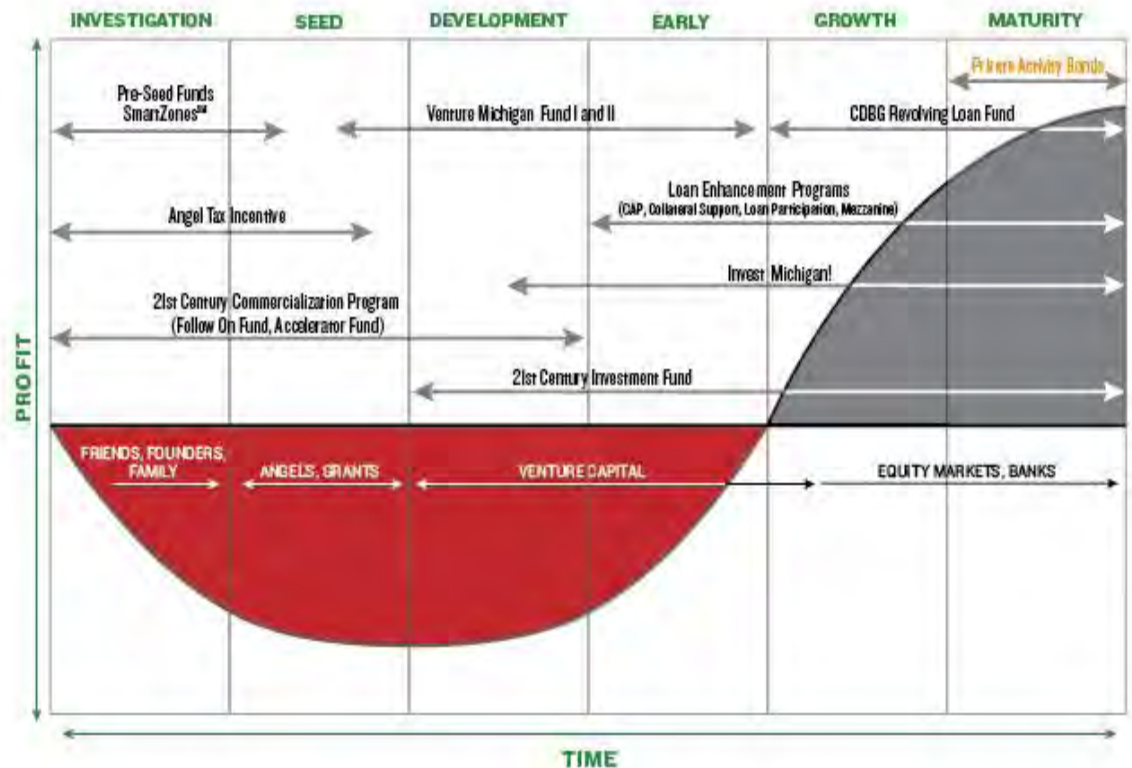 INVESTIGATION
SEED
DEVELOPMENT
EARLY
GROWTH
MATURITY
Private Activity Bonds
Pre-Seed Funds
SmartZones℠
Venture Michigan Fund I and II
CDBG Revolving Loan Fund
Loan Enhancement Programs
(CAP, Collateral Support, Loan Participation, Mezzanine)
Angel Tax Incentive
Invest Michigan!
21st Century Commercialization Program
(Follow On Fund, Accelerator Fund)
21st Century Investment Fund
PROFIT
FRIENDS, FOUNDERS,
FAMILY
ANGELS, GRANTS
VENTURE CAPITAL
EQUITY MARKETS, BANKS
TIME